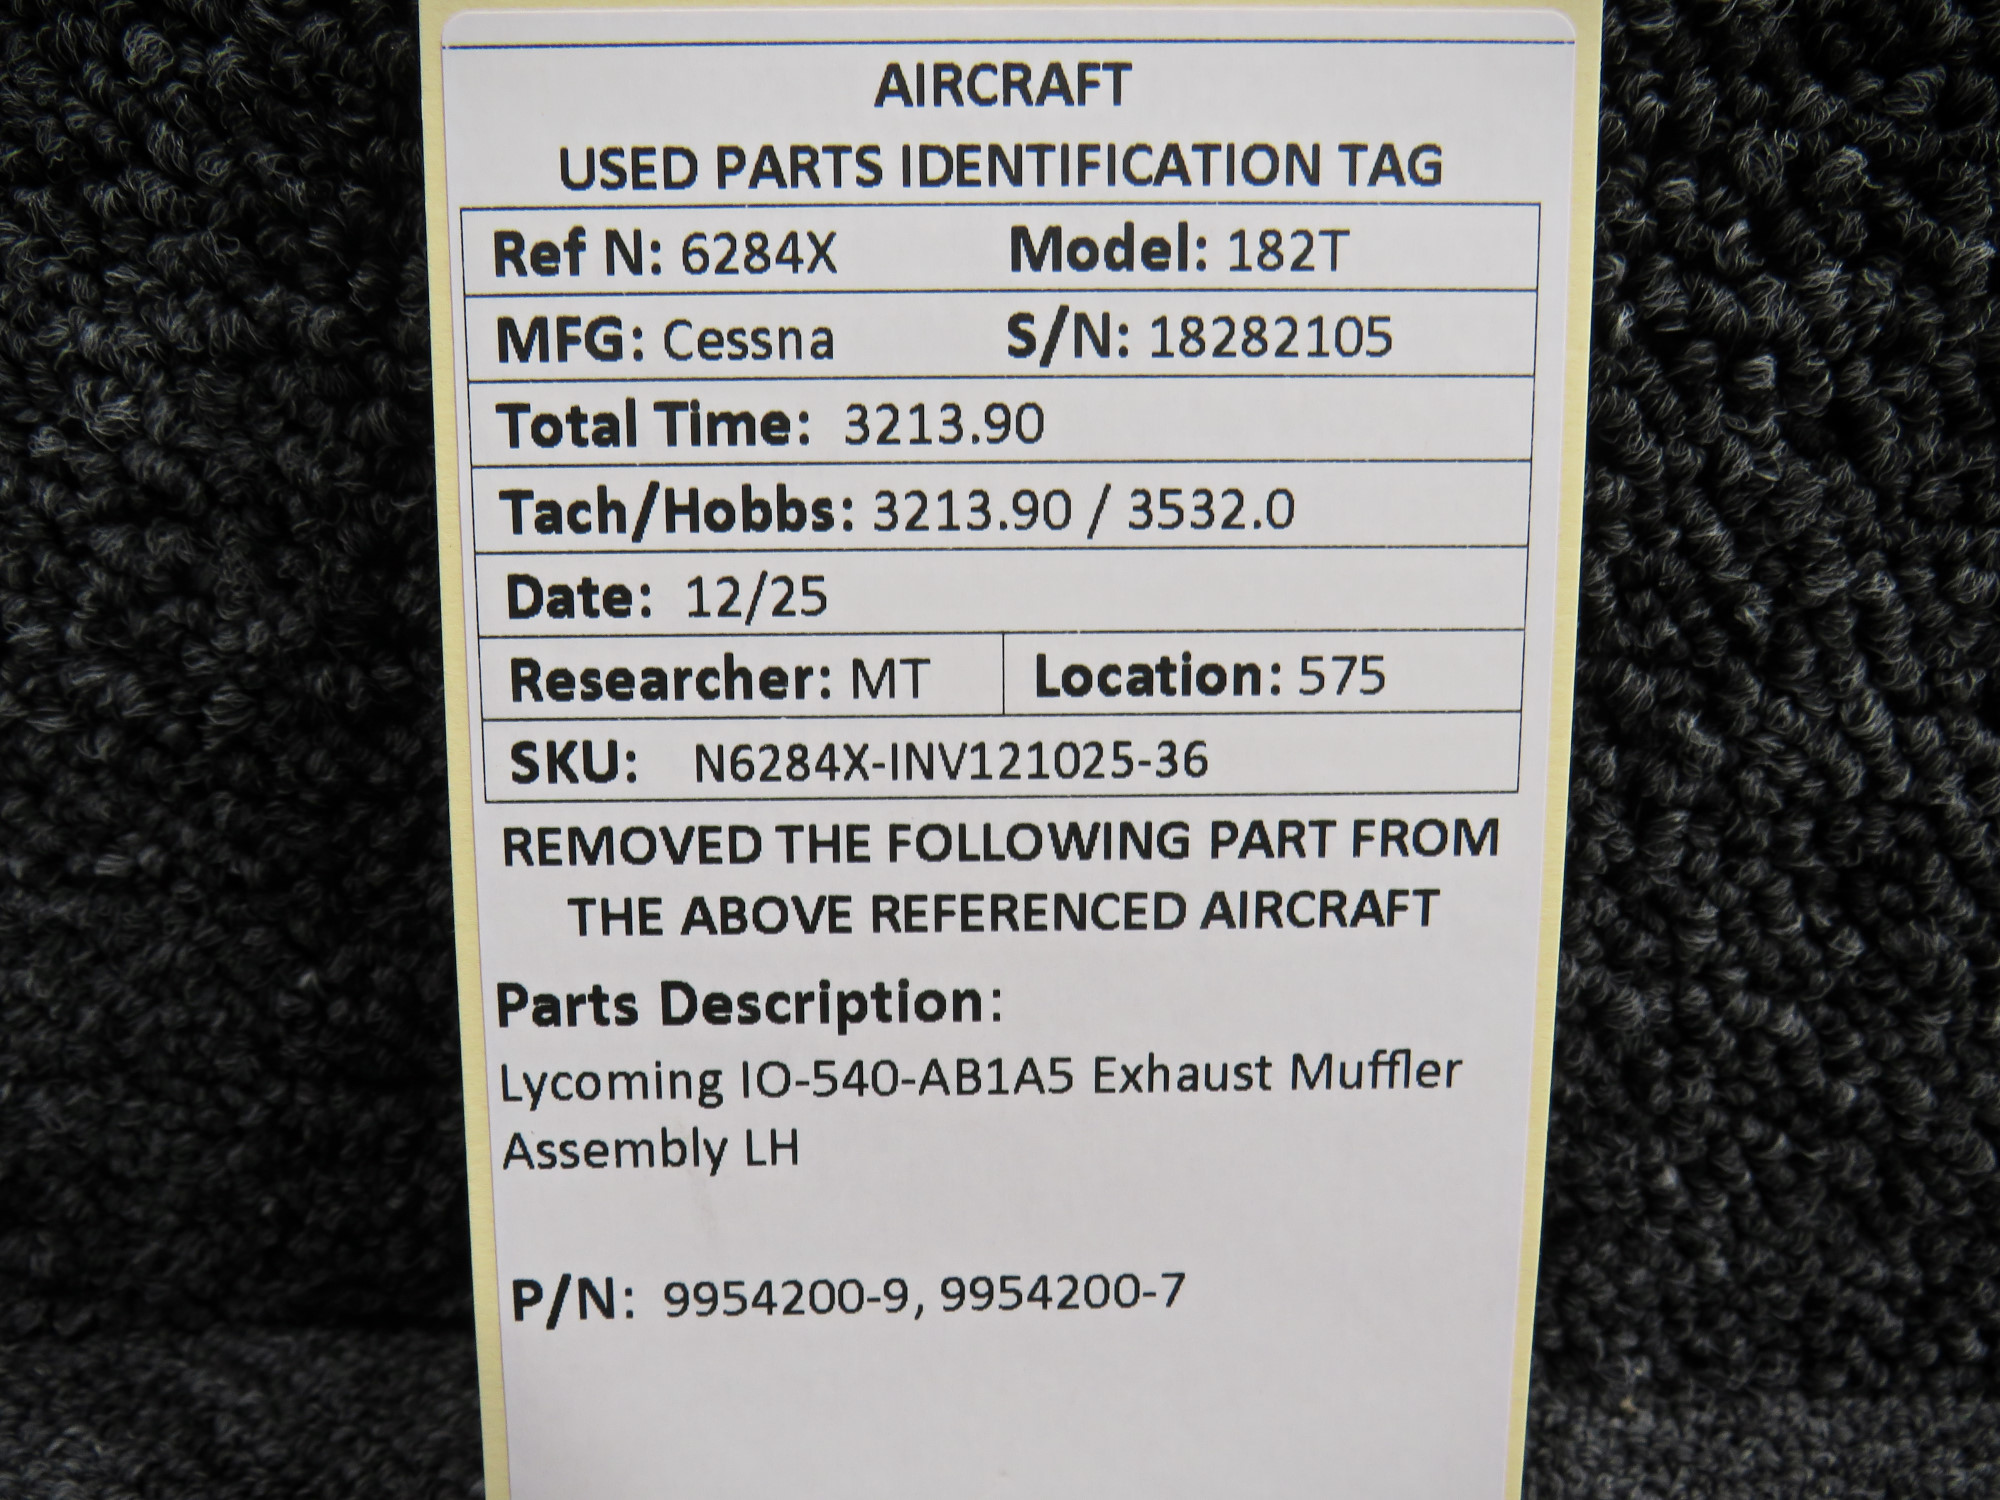 AIRCRAFT
USED PARTS IDENTIFICATION TAG
Ref N: 6284X Model: 182T
MFG: Cessna S/N: 18282105
Total Time: 3213.90
Tach/Hobbs: 3213.90 / 3532.0
Date: 12/25
Researcher: MT Location: 575
SKU: N6284X-INV121025-36
REMOVED THE FOLLOWING PART FROM
THE ABOVE REFERENCED AIRCRAFT
Parts Description:
Lycoming IO-540-AB1A5 Exhaust Muffler
Assembly LH
P/N: 9954200-9, 9954200-7